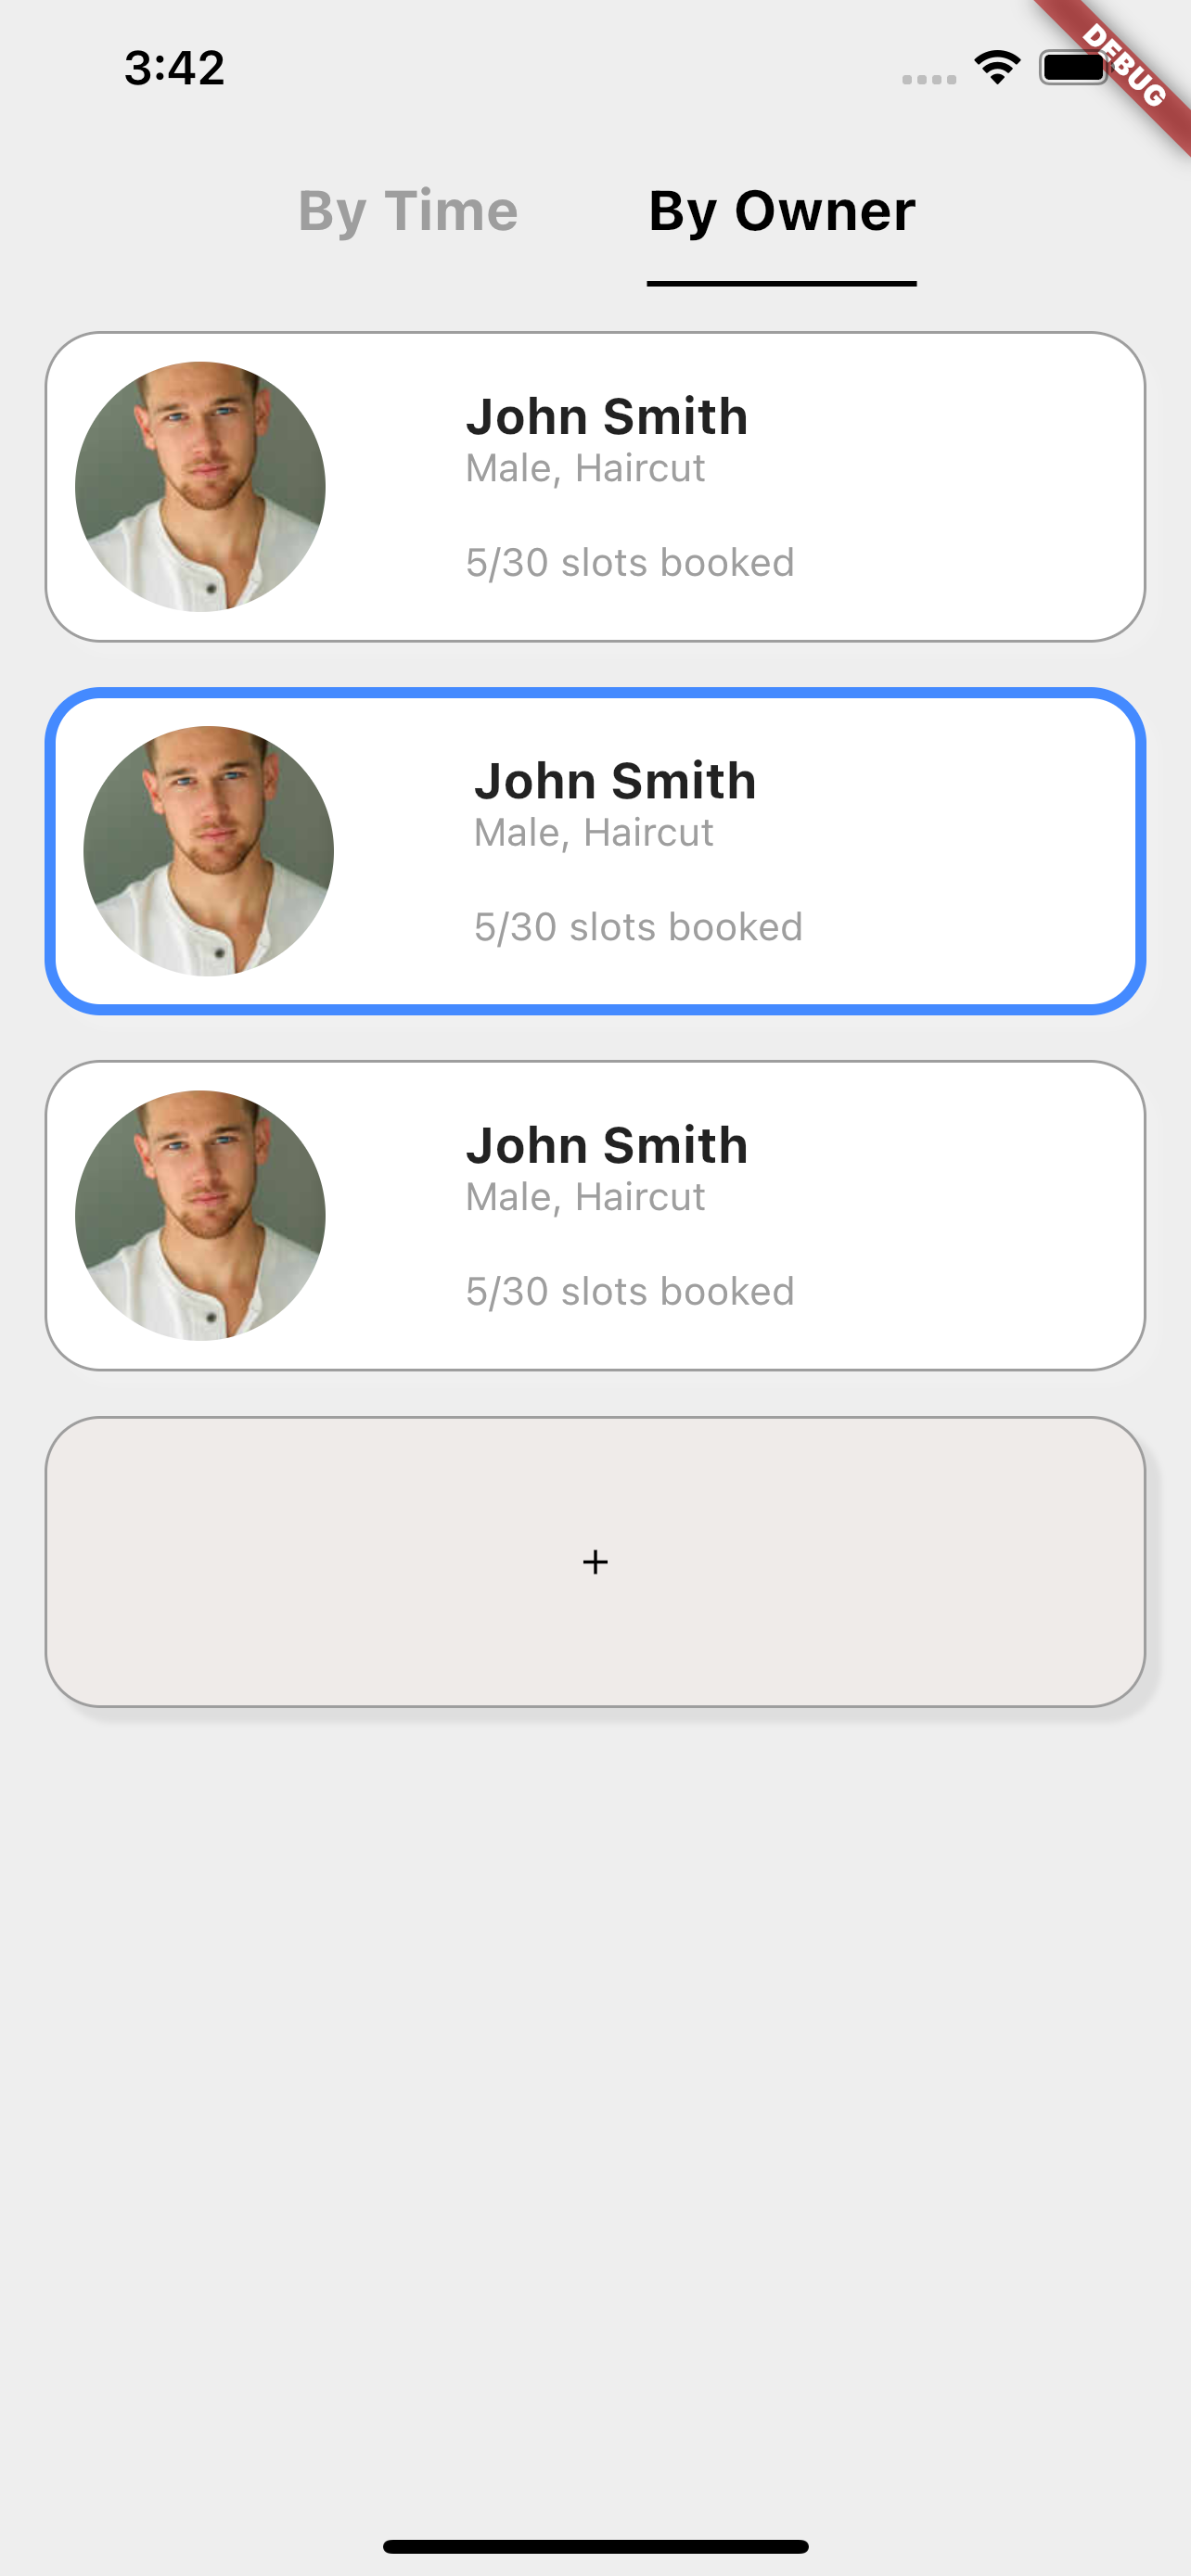 3:42
DEBUG
By Time By Owner
John Smith
Male, Haircut
5/30 slots booked
John Smith
Male, Haircut
5/30 slots booked
John Smith
Male, Haircut
5/30 slots booked
+